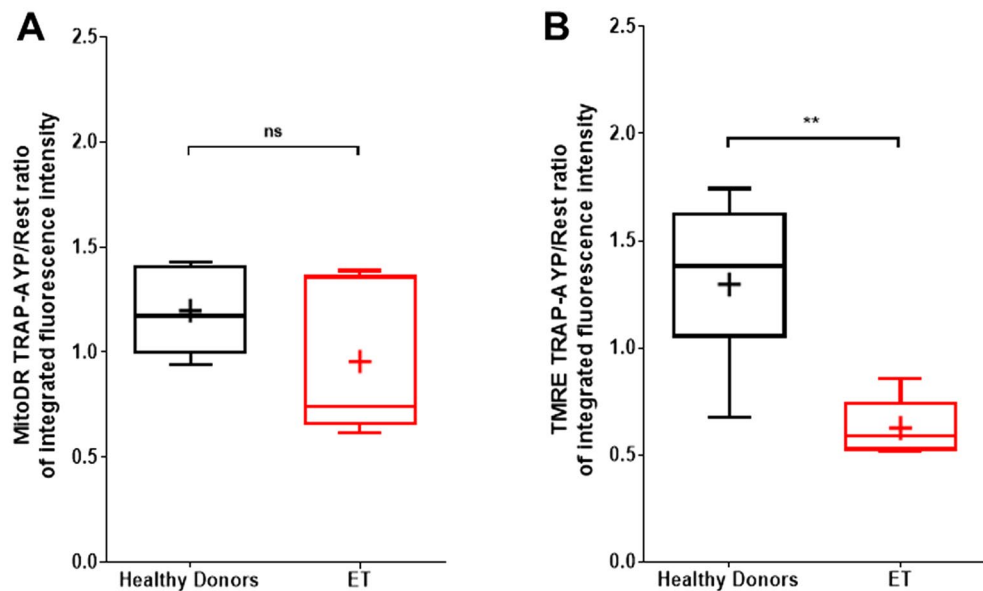 A
MitoDR TRAP-AYP/Rest ratio
of integrated fluorescence intensity
2.5
2.0
1.5
1.0
0.5
0.0
ns
Healthy Donors
ET
B
TMRE TRAP-AYP/Rest ratio
of integrated fluorescence intensity
2.5
2.0
1.5
1.0
0.5
0.0
**
Healthy Donors
ET